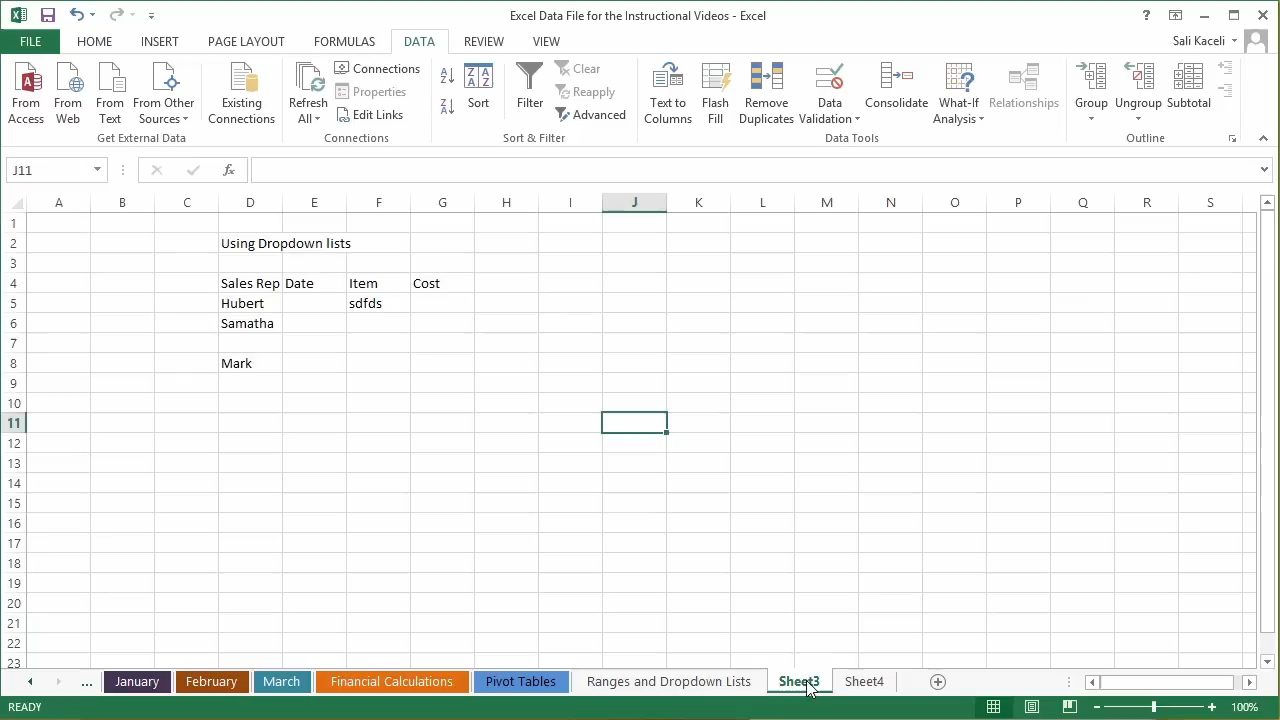 Excel Data File for the Instructional Videos - Excel
?
FILE HOME INSERT PAGE LAYOUT FORMULAS DATA REVIEW VIEW Sali Kaceli
From Access
From Web
From Text
From Other Sources
Existing Connections
Get External Data
Refresh All
Connections
Properties
Edit Links
Connections
A Z
Z A
Sort
Filter
Clear
Reapply
Advanced
Sort & Filter
Text to Columns
Flash Fill
Remove Duplicates
Data Validation
Consolidate
What-If Analysis
Relationships
Data Tools
Group
Ungroup
Subtotal
Outline
J11 fx
A B C D E F G H I J K L M N O P Q R S
1
2 Using Dropdown lists
3
4 Sales Rep Date Item Cost
5 Hubert sdfds
6 Samatha
7
8 Mark
9
10
11
12
13
14
15
16
17
18
19
20
21
22
23
... January February March Financial Calculations Pivot Tables Ranges and Dropdown Lists Sheet3 Sheet4
READY 100%